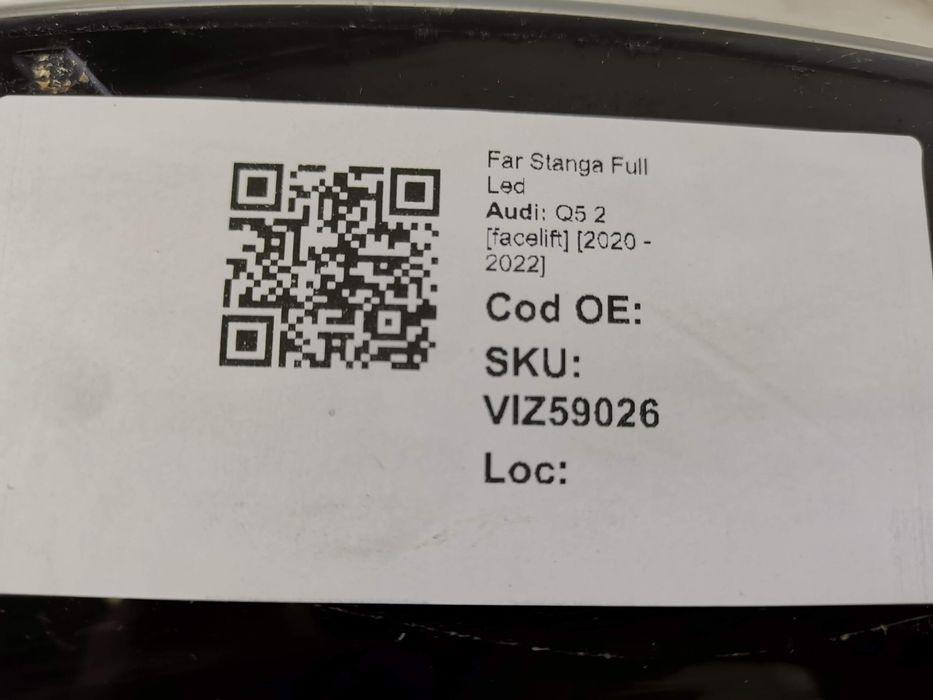 Far Stanga Full
Led
Audi: Q5 2
[facelift] [2020 -
2022]
Cod OE:
SKU:
VIZ59026
Loc: